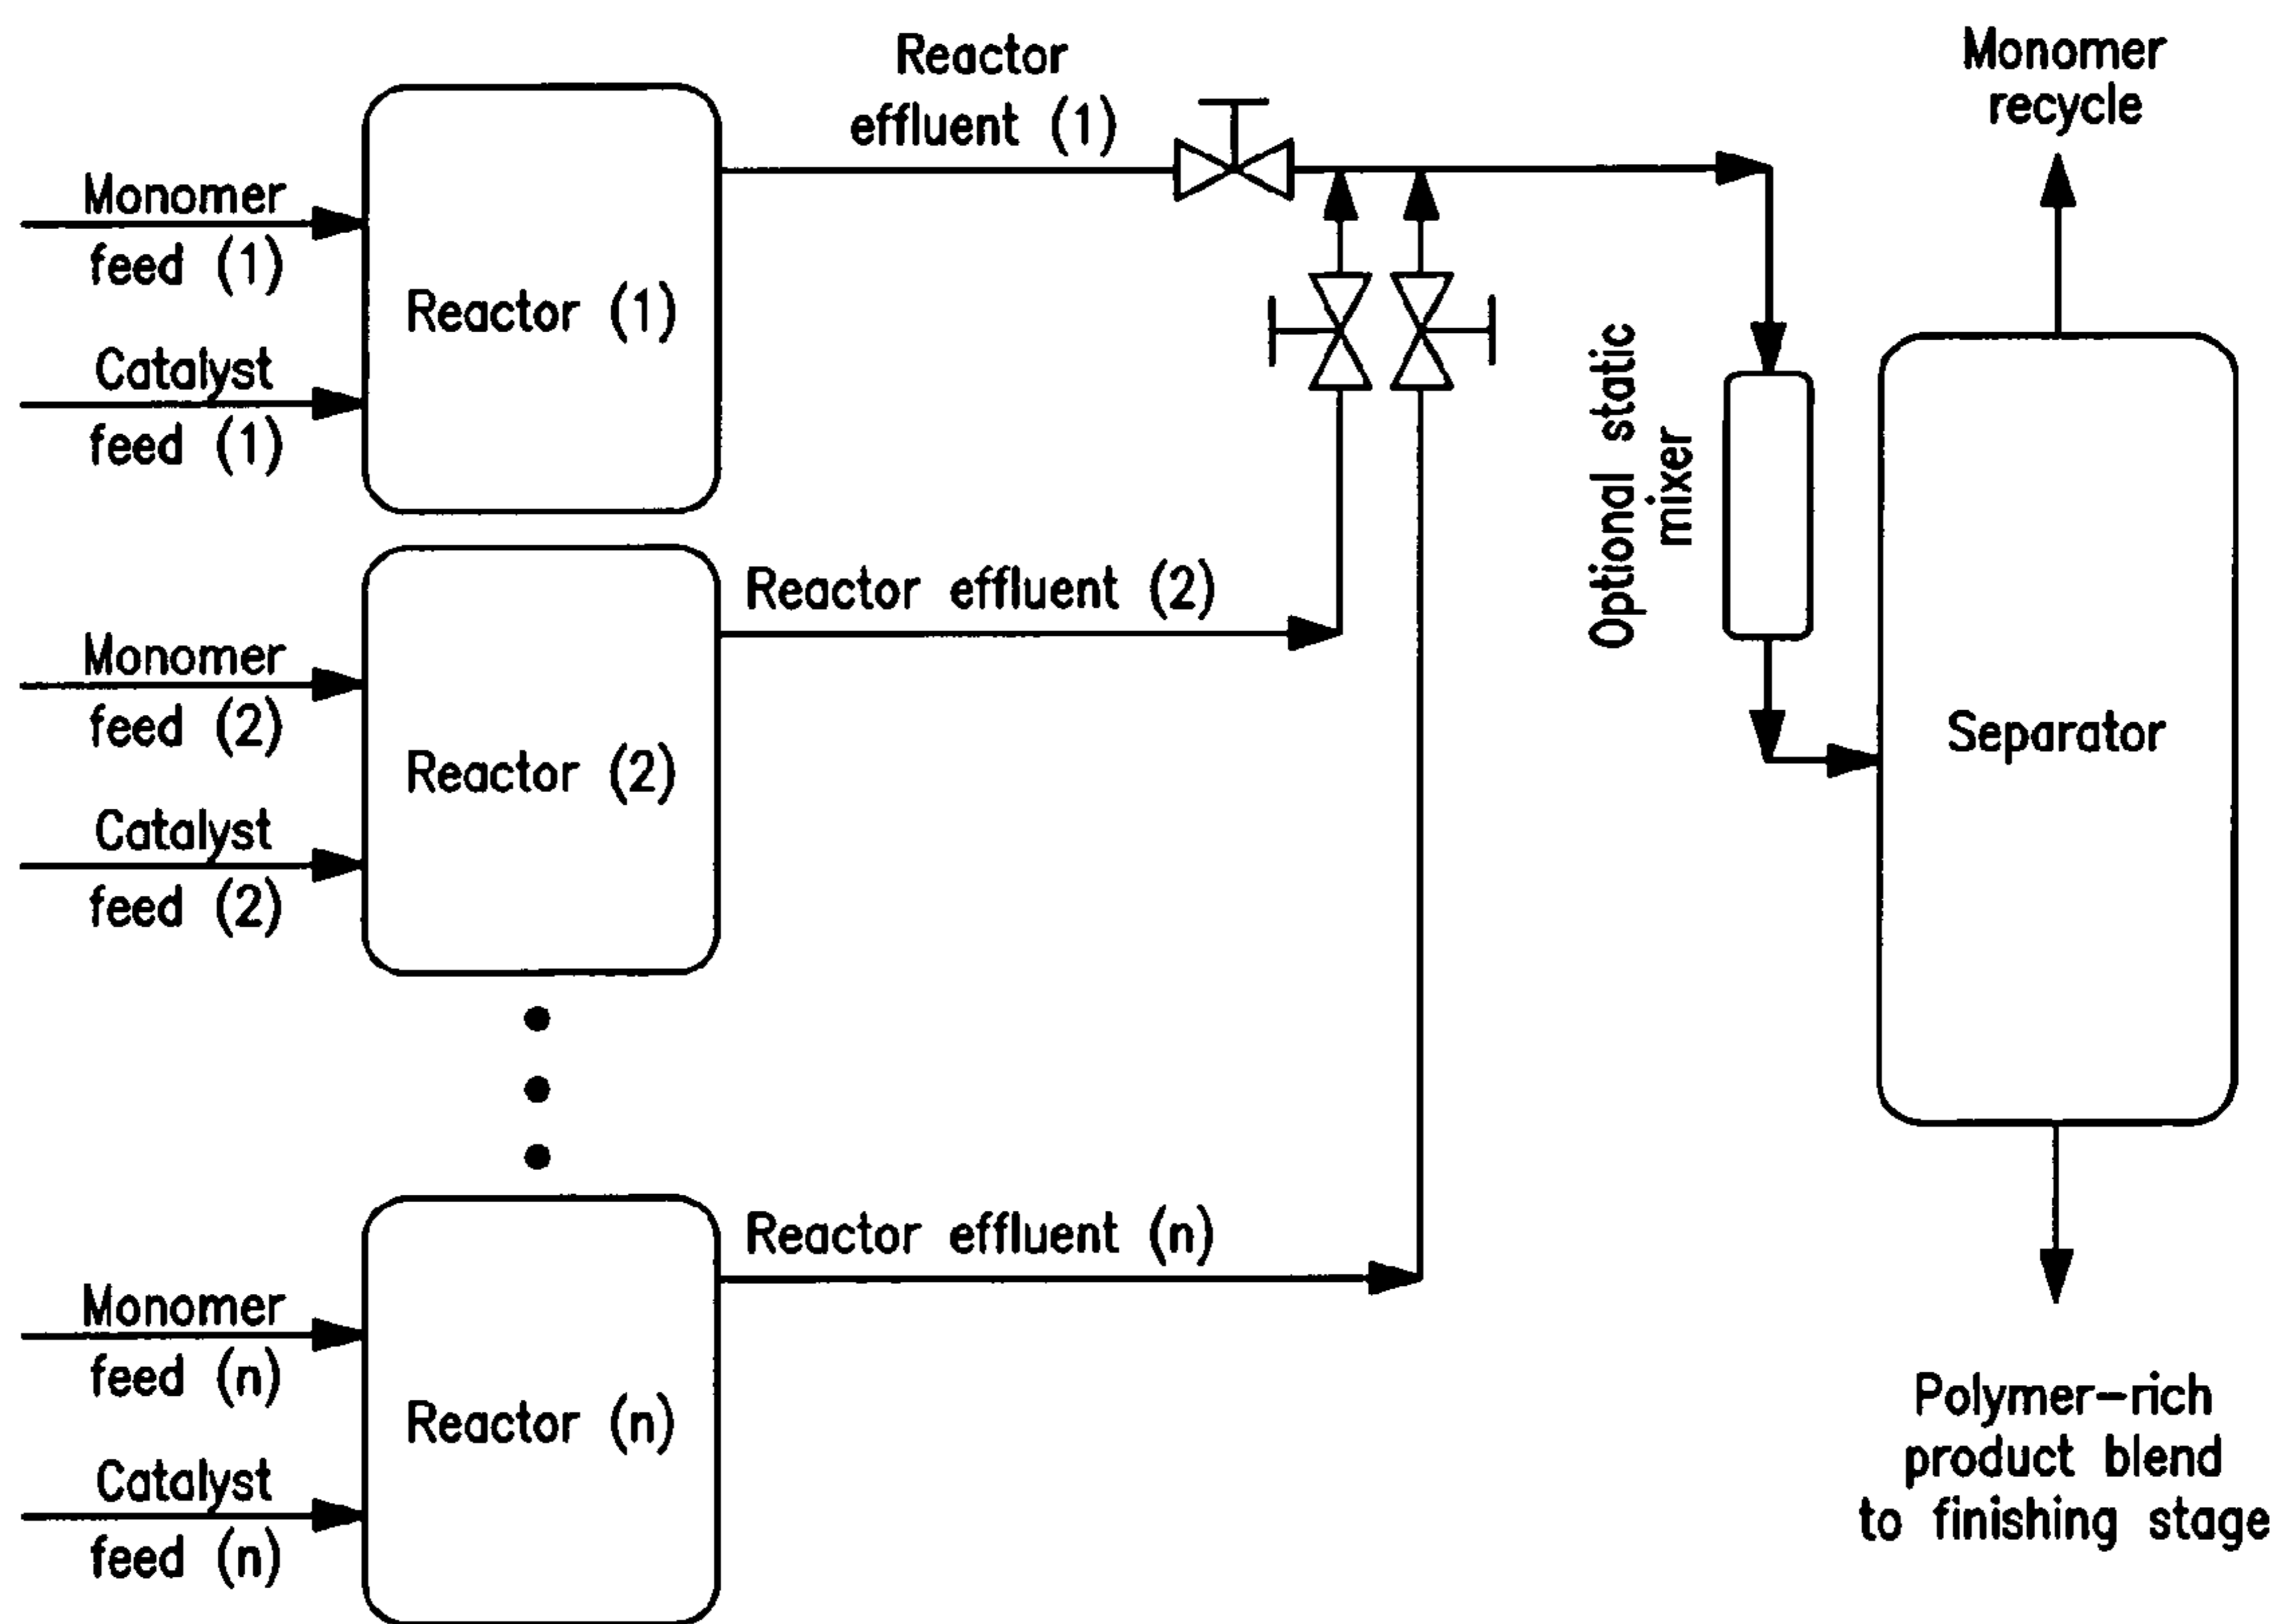 Reactor
effluent (1)
Monomer
recycle
Monomer
feed (1)
Catalyst
feed (1)
Reactor (1)
Optional static
mixer
Reactor effluent (2)
Monomer
feed (2)
Catalyst
feed (2)
Reactor (2)
Separator
Reactor effluent (n)
Monomer
feed (n)
Catalyst
feed (n)
Reactor (n)
Polymer-rich
product blend
to finishing stage